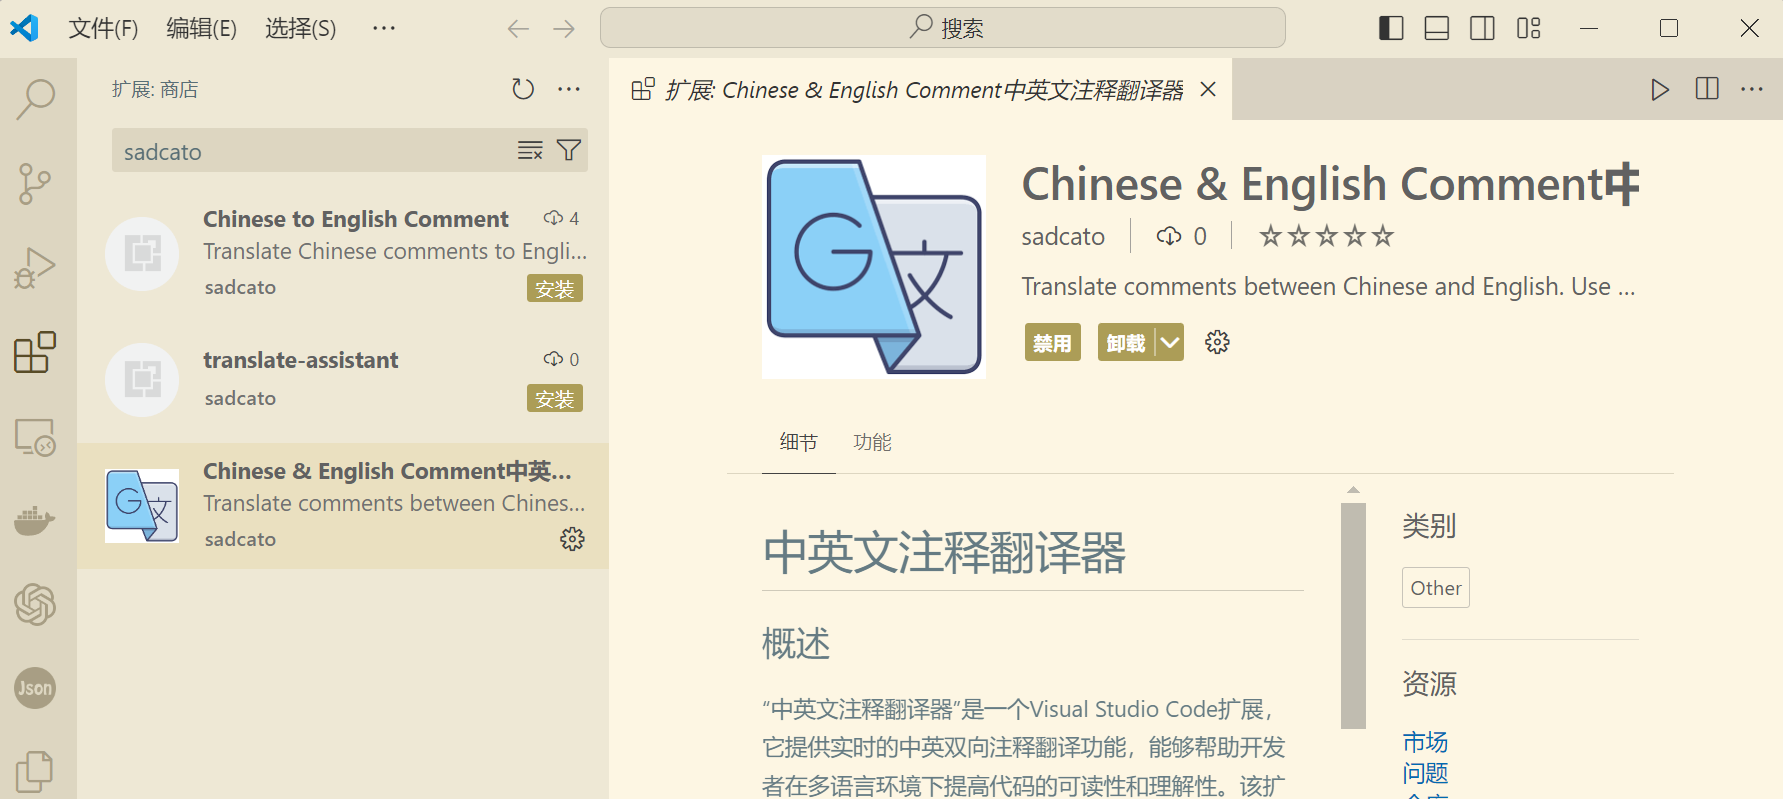 文件(F) 编辑(E) 选择(S) ··· 搜索
扩展: 商店
sadcato
Chinese to English Comment 4
Translate Chinese comments to Engli...
sadcato 安装
translate-assistant 0
sadcato 安装
Chinese & English Comment中英...
Translate comments between Chines...
sadcato
Json
扩展: Chinese & English Comment中英文注释翻译器
G 文
Chinese & English Comment中
sadcato 0
Translate comments between Chinese and English. Use ...
禁用 卸载
细节 功能
中英文注释翻译器
概述
“中英文注释翻译器”是一个Visual Studio Code扩展，
它提供实时的中英双向注释翻译功能，能够帮助开发
者在多语言环境下提高代码的可读性和理解性。该扩
类别
Other
资源
市场
问题